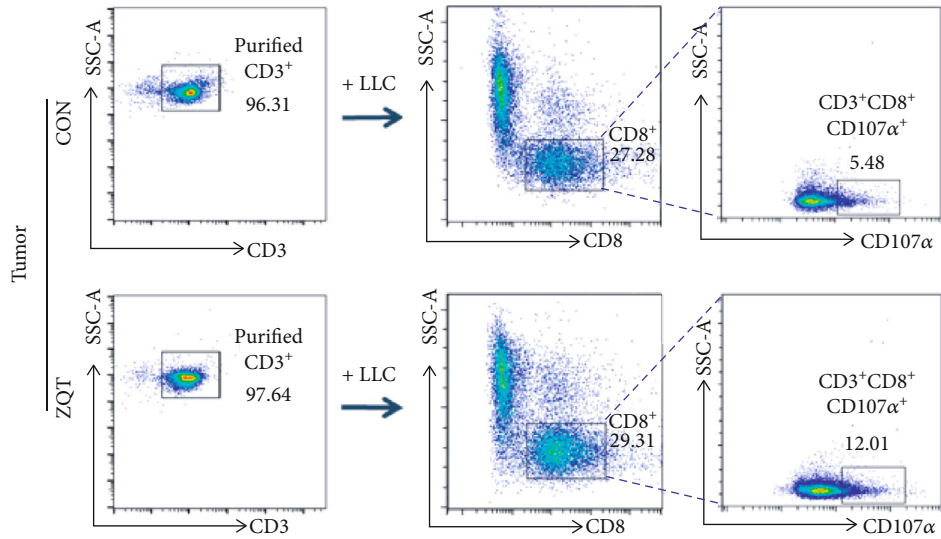 Tumor
CON
SSC-A
Purified
CD3⁺
96.31
CD3
+ LLC
SSC-A
CD8⁺
27.28
CD8
SSC-A
CD3⁺CD8⁺
CD107α⁺
5.48
CD107α
ZQT
SSC-A
Purified
CD3⁺
97.64
CD3
+ LLC
SSC-A
CD8⁺
29.31
CD8
SSC-A
CD3⁺CD8⁺
CD107α⁺
12.01
CD107α